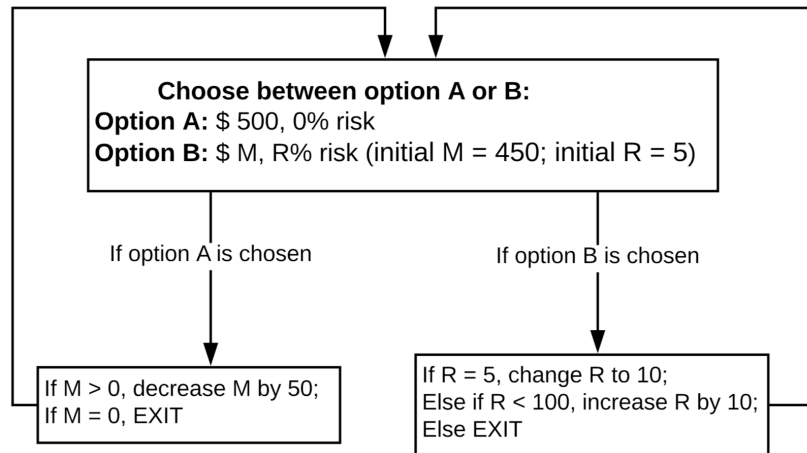 Choose between option A or B:
Option A: $ 500, 0% risk
Option B: $ M, R% risk (initial M = 450; initial R = 5)
If option A is chosen
If option B is chosen
If M > 0, decrease M by 50;
If M = 0, EXIT
If R = 5, change R to 10;
Else if R < 100, increase R by 10;
Else EXIT